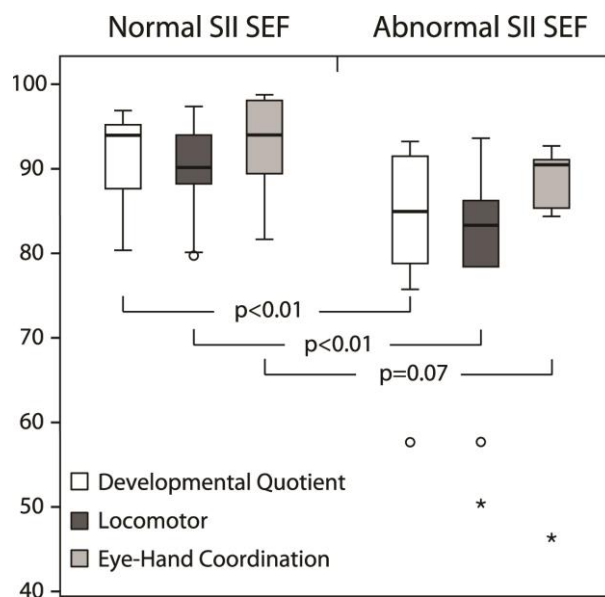 Normal SII SEF Abnormal SII SEF
100
90
80
p<0.01
70
p<0.01
p=0.07
60
Developmental Quotient
50
Locomotor
Eye-Hand Coordination
40